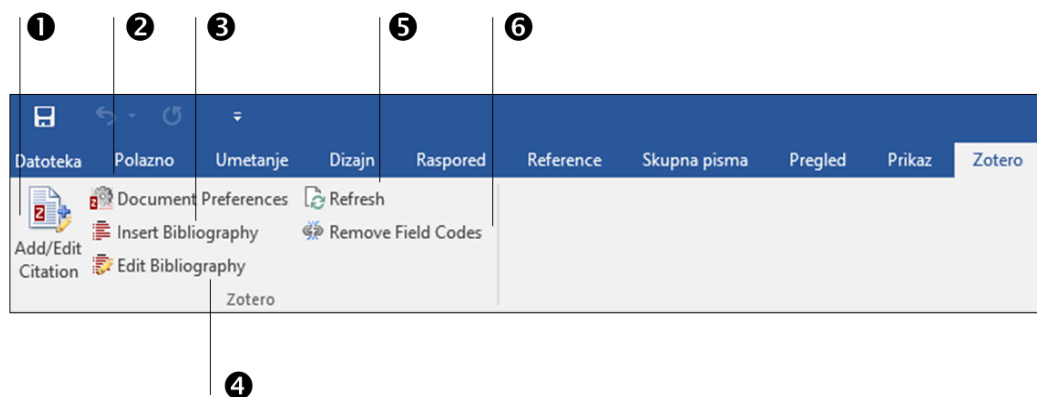 ❶ ❷ ❸ ❺ ❻
Datoteka Polazno Umetanje Dizajn Raspored Reference Skupna pisma Pregled Prikaz Zotero
Document Preferences Refresh
Insert Bibliography Remove Field Codes
Add/Edit
Citation
Edit Bibliography
Zotero
❹